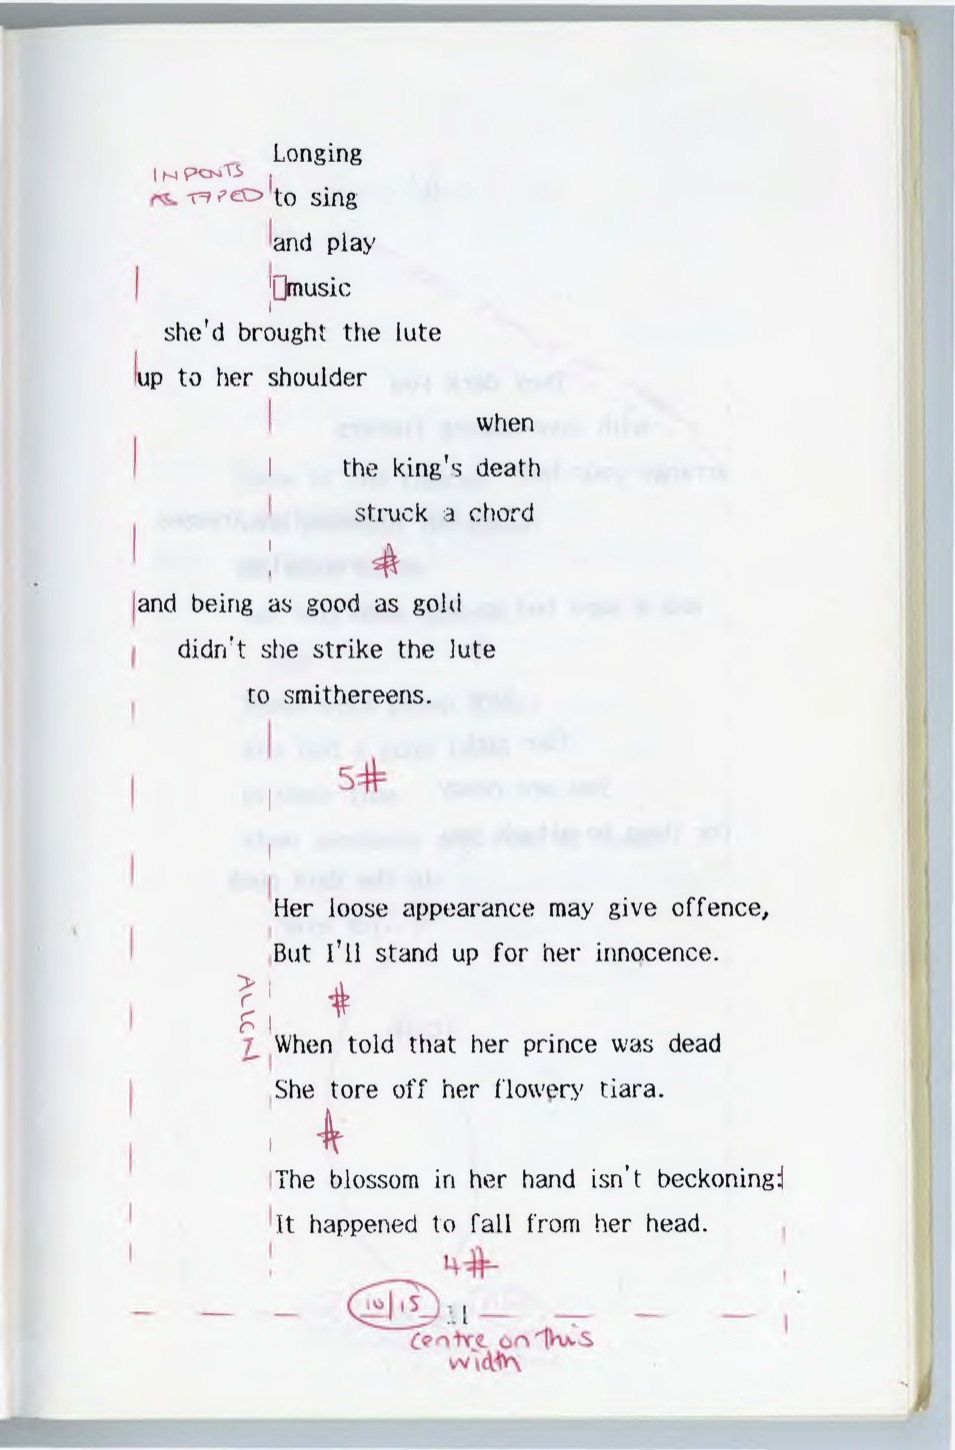 Longing
INDENTS
AS TYPED
to sing
and play
music
she'd brought the lute
up to her shoulder
when
the king's death
struck a chord
#
and being as good as gold
didn't she strike the lute
to smithereens.
5#
Her loose appearance may give offence,
But I'll stand up for her innocence.
ALIGN
#
When told that her prince was dead
She tore off her flowery tiara.
#
The blossom in her hand isn't beckoning:
It happened to fall from her head.
4#
10/15 11
centre on this
width